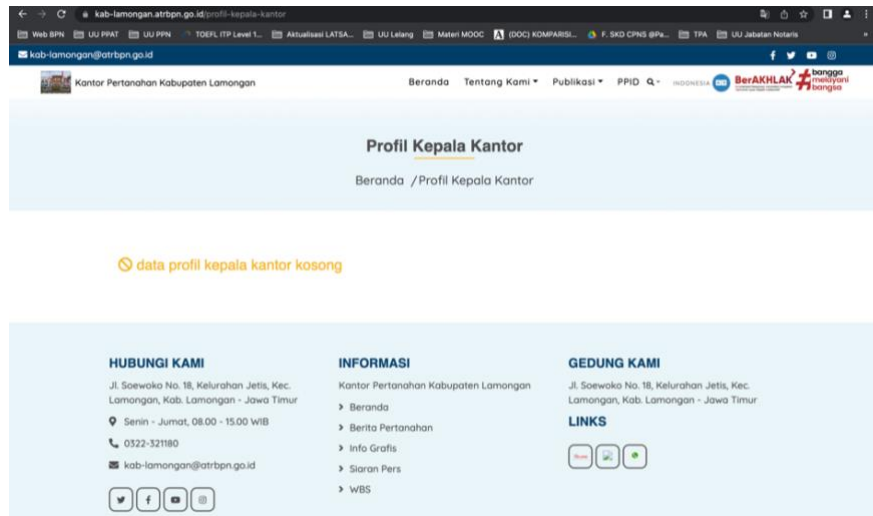 kab-lamongan.atrbpn.go.id/profil-kepala-kantor
Web BPN UU PPAT UU PPN TOEFL ITP Level 1... Aktualisasi LATSA... UU Lelang Materi MOOC (DOC) KOMPARISI... F. SKD CPNS @Pa... TPA UU Jabatan Notaris »
kab-lamongan@atrbpn.go.id
Kantor Pertanahan Kabupaten Lamongan Beranda Tentang Kami Publikasi PPID INDONESIA BerAKHLAK bangga
melayani
bangsa
Profil Kepala Kantor
Beranda /Profil Kepala Kantor
data profil kepala kantor kosong
HUBUNGI KAMI
Jl. Soewoko No. 18, Kelurahan Jetis, Kec.
Lamongan, Kab. Lamongan - Jawa Timur
Senin - Jumat, 08.00 - 15.00 WIB
0322-321180
kab-lamongan@atrbpn.go.id
INFORMASI
Kantor Pertanahan Kabupaten Lamongan
Beranda
Berita Pertanahan
Info Grafis
Siaran Pers
WBS
GEDUNG KAMI
Jl. Soewoko No. 18, Kelurahan Jetis, Kec.
Lamongan, Kab. Lamongan - Jawa Timur
LINKS